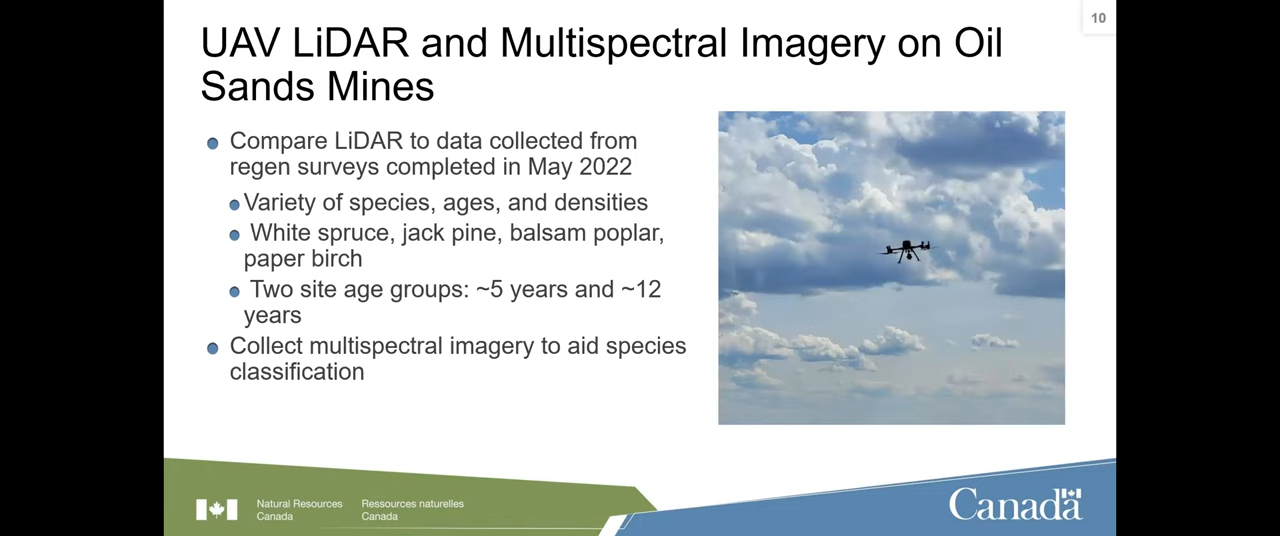 10
UAV LiDAR and Multispectral Imagery on Oil
Sands Mines
Compare LiDAR to data collected from
regen surveys completed in May 2022
Variety of species, ages, and densities
White spruce, jack pine, balsam poplar,
paper birch
Two site age groups: ~5 years and ~12
years
Collect multispectral imagery to aid species
classification
Natural Resources
Canada
Ressources naturelles
Canada
Canada